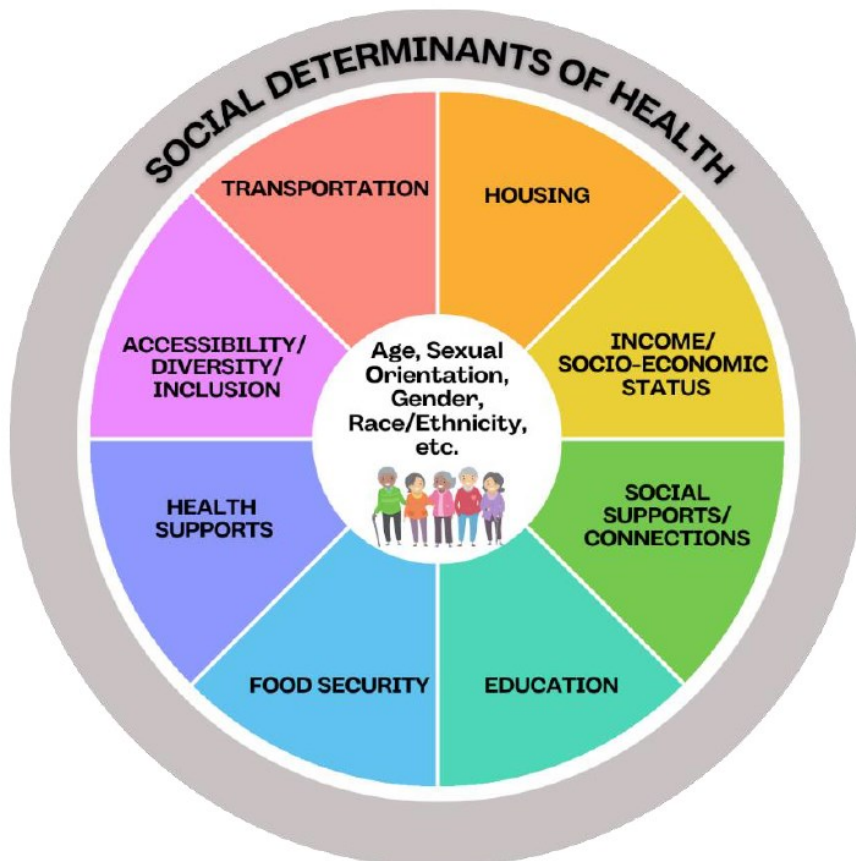 SOCIAL DETERMINANTS OF HEALTH
TRANSPORTATION
HOUSING
ACCESSIBILITY/
DIVERSITY/
INCLUSION
Age, Sexual
Orientation,
Gender,
Race/Ethnicity,
etc.
INCOME/
SOCIO-ECONOMIC
STATUS
HEALTH
SUPPORTS
SOCIAL
SUPPORTS/
CONNECTIONS
FOOD SECURITY
EDUCATION